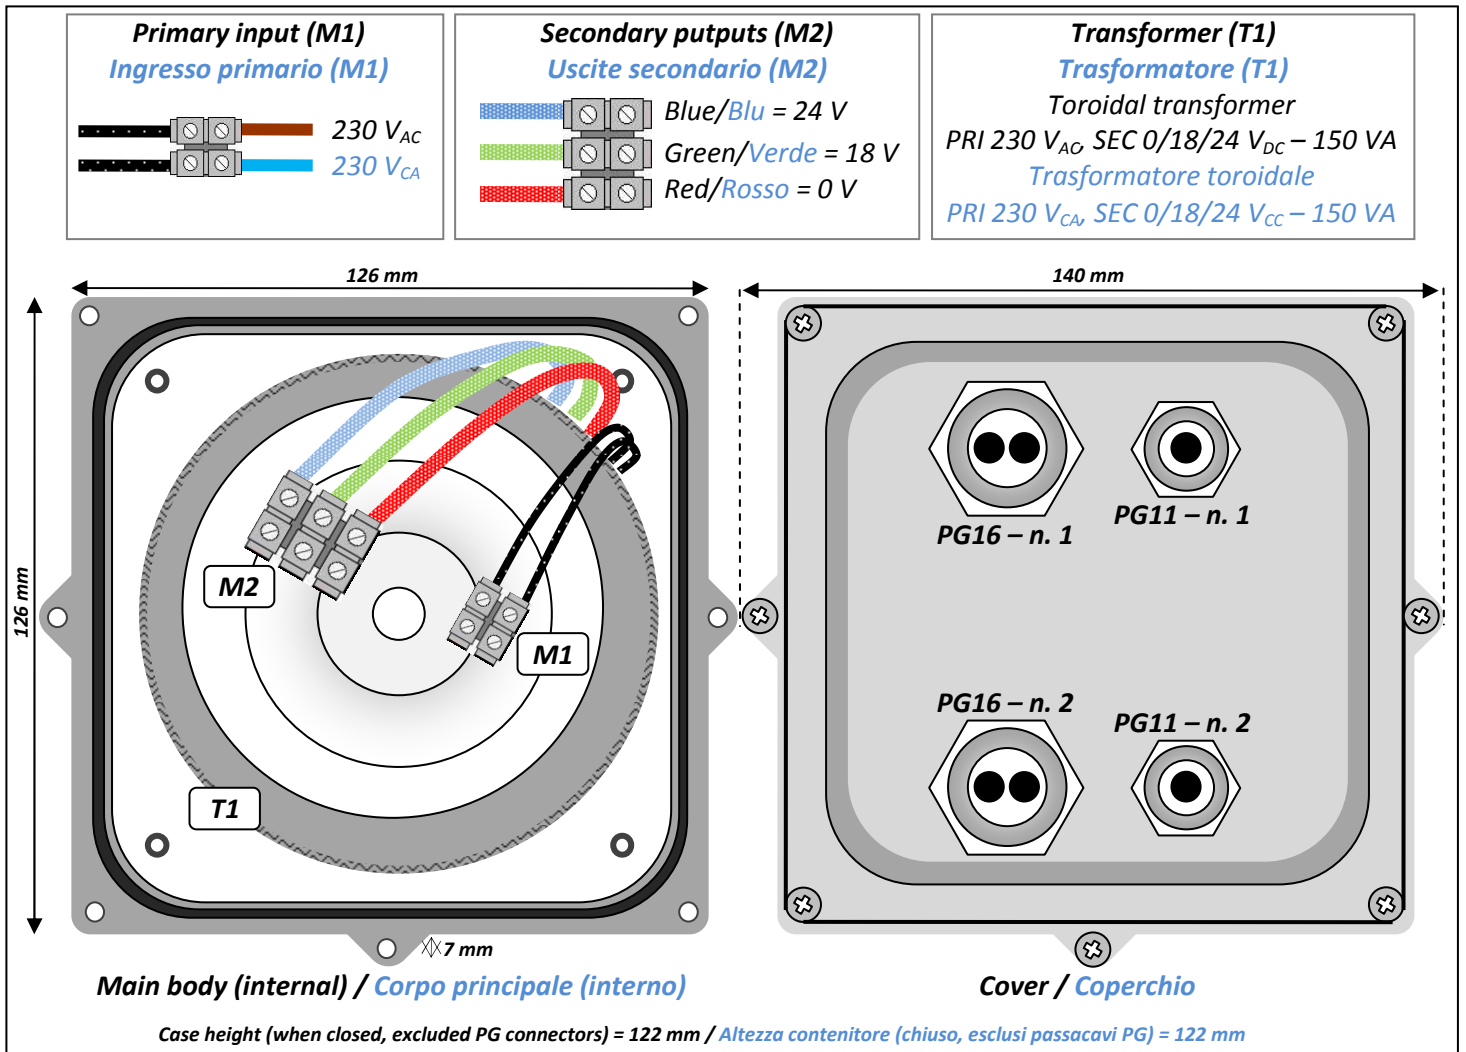 Primary input (M1)
Ingresso primario (M1)
230 VAC
230 VCA
Secondary putputs (M2)
Uscite secondario (M2)
Blue/Blu = 24 V
Green/Verde = 18 V
Red/Rosso = 0 V
Transformer (T1)
Trasformatore (T1)
Toroidal transformer
PRI 230 VAC, SEC 0/18/24 VDC – 150 VA
Trasformatore toroidale
PRI 230 VCA, SEC 0/18/24 VCC – 150 VA
126 mm
140 mm
126 mm
M2
M1
T1
7 mm
PG16 – n. 1
PG11 – n. 1
PG16 – n. 2
PG11 – n. 2
Main body (internal) / Corpo principale (interno)
Cover / Coperchio
Case height (when closed, excluded PG connectors) = 122 mm / Altezza contenitore (chiuso, esclusi passacavi PG) = 122 mm